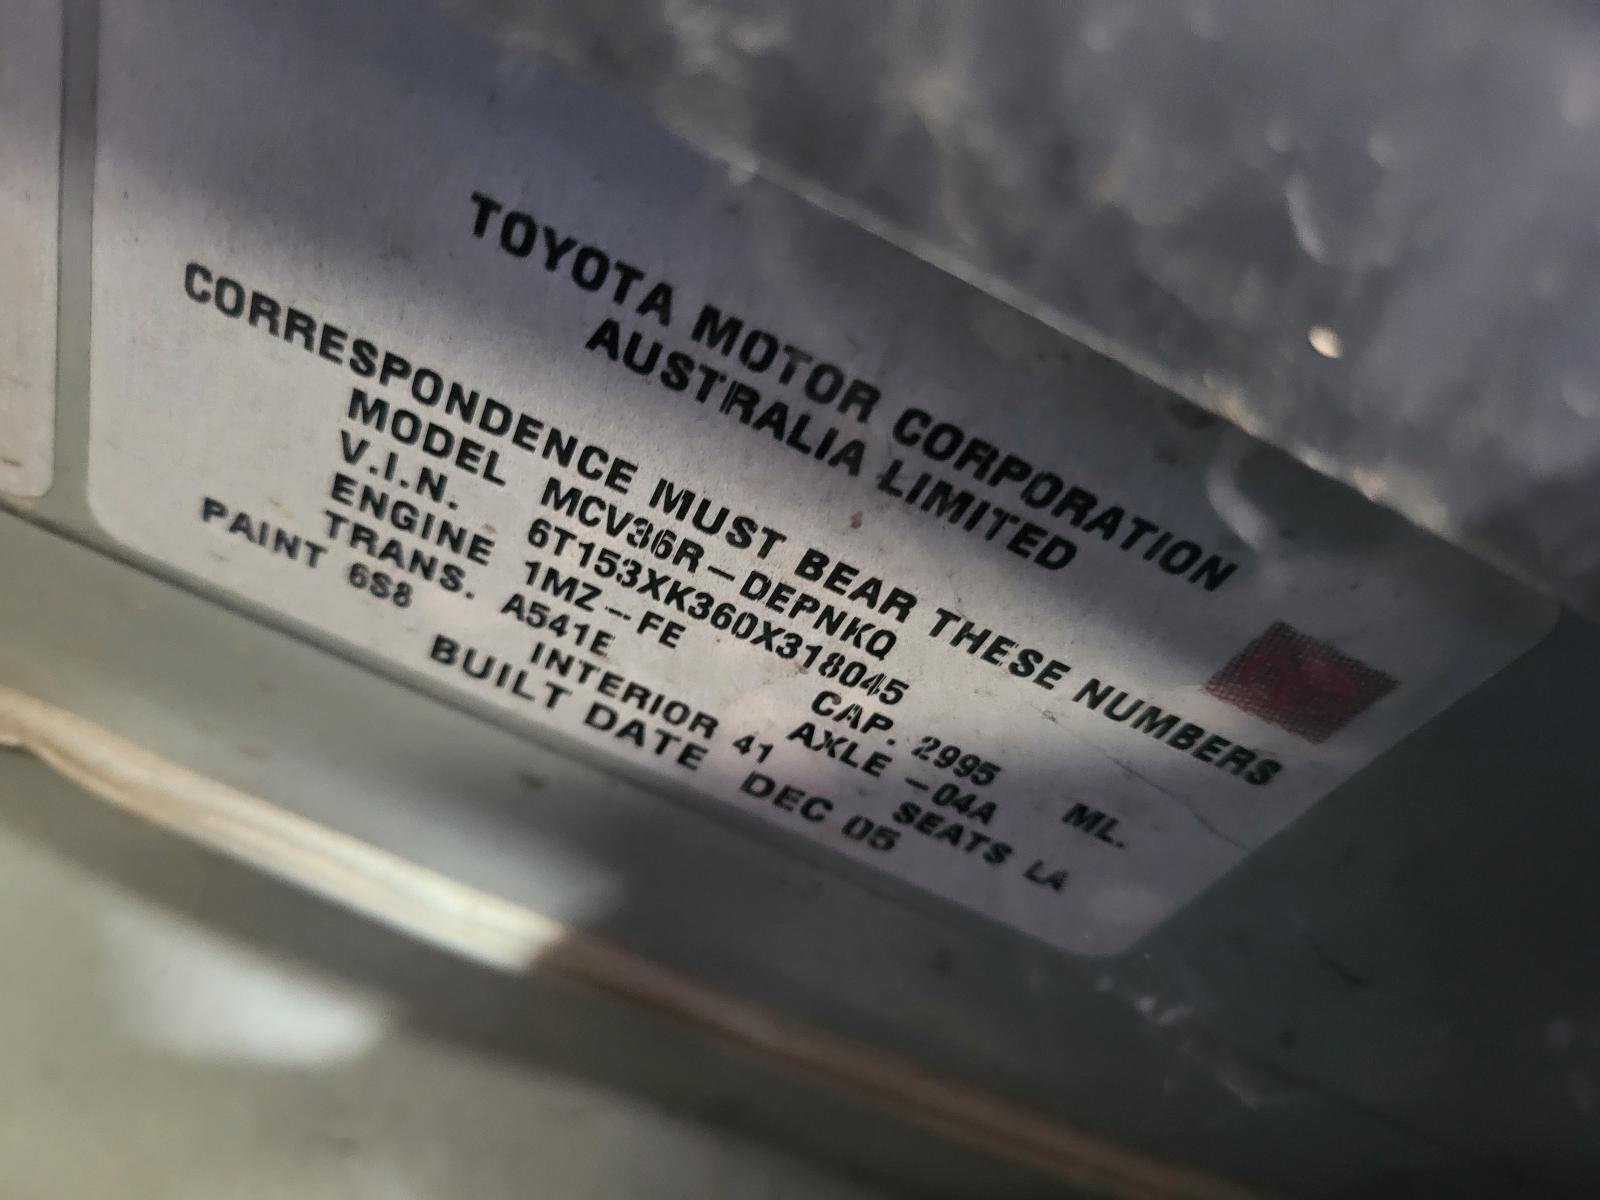 TOYOTA MOTOR CORPORATION
AUSTRALIA LIMITED
CORRESPONDENCE MUST BEAR THESE NUMBERS
MODEL MCV36R-DEPNKQ
V.I.N. 6T153XK360X318045
ENGINE 1MZ-FE CAP. 2995 ML.
TRANS. A541E AXLE -04A
PAINT 6S8 INTERIOR 41 SEATS LA
BUILT DATE DEC 05